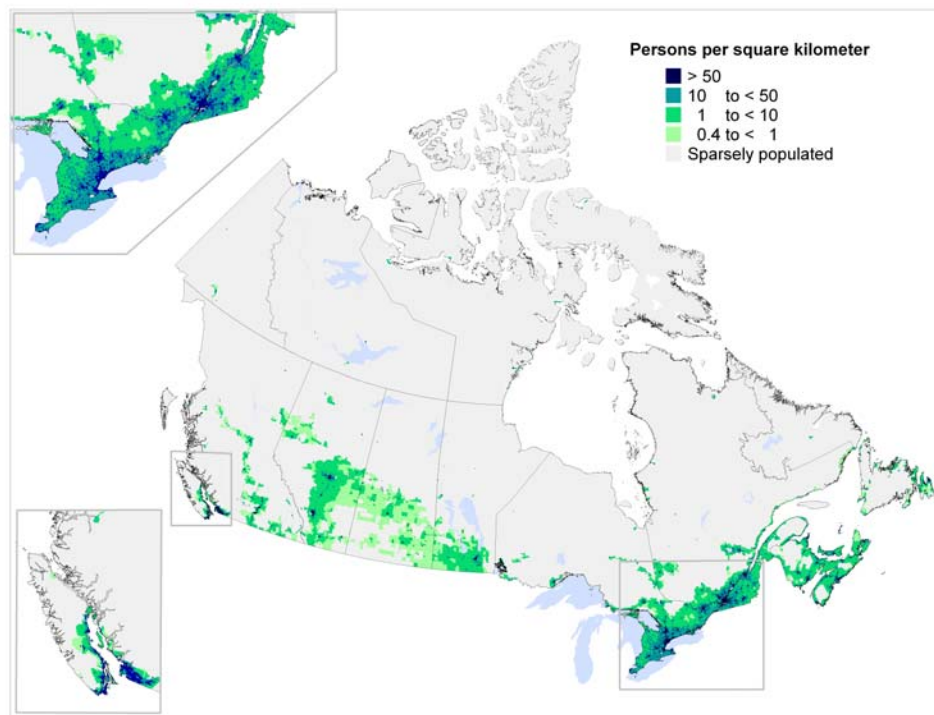 Persons per square kilometer
> 50
10 to < 50
1 to < 10
0.4 to < 1
Sparsely populated